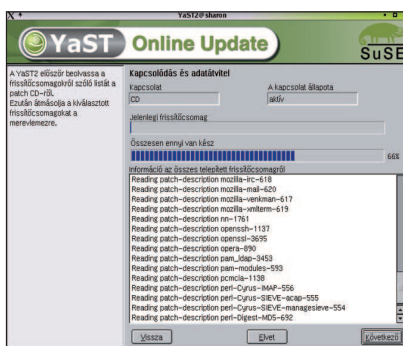 YaST2@sharon
YaST Online Update
SuSE
A YaST2 először beolvassa a
frissítőcsomagokról szóló listát a
patch CD-ről.
Ezután átmásolja a kiválasztott
frissítőcsomagokat a
merevlemezre.
Kapcsolódás és adatátvitel
Kapcsolat
A kapcsolat állapota
CD
aktív
Jelenlegi frissítőcsomag
Összesen ennyi van kész
66%
Információ az összes telepített frissítőcsomagról
Reading patch-description mozilla-irc-618
Reading patch-description mozilla-mail-620
Reading patch-description mozilla-venkman-617
Reading patch-description mozilla-xmlterm-619
Reading patch-description nn-1761
Reading patch-description openssh-1137
Reading patch-description openssl-3695
Reading patch-description opera-890
Reading patch-description pam_ldap-3453
Reading patch-description pam-modules-593
Reading patch-description pcmcia-1138
Reading patch-description perl-Cyrus-IMAP-556
Reading patch-description perl-Cyrus-SIEVE-acap-555
Reading patch-description perl-Cyrus-SIEVE-managesieve-554
Reading patch-description perl-Digest-MD5-692
Vissza
Elvet
Következő